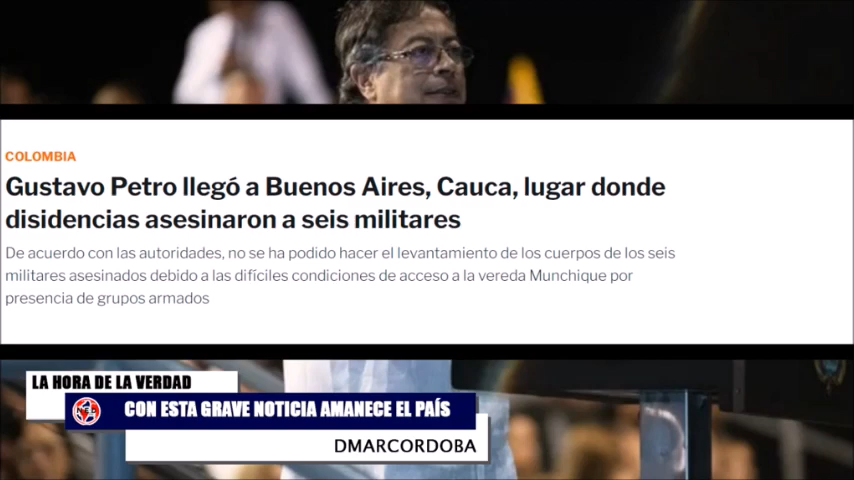 COLOMBIA
Gustavo Petro llegó a Buenos Aires, Cauca, lugar donde
disidencias asesinaron a seis militares
De acuerdo con las autoridades, no se ha podido hacer el levantamiento de los cuerpos de los seis
militares asesinados debido a las difíciles condiciones de acceso a la vereda Munchique por
presencia de grupos armados
LA HORA DE LA VERDAD
CON ESTA GRAVE NOTICIA AMANECE EL PAÍS
DMARCORDOBA